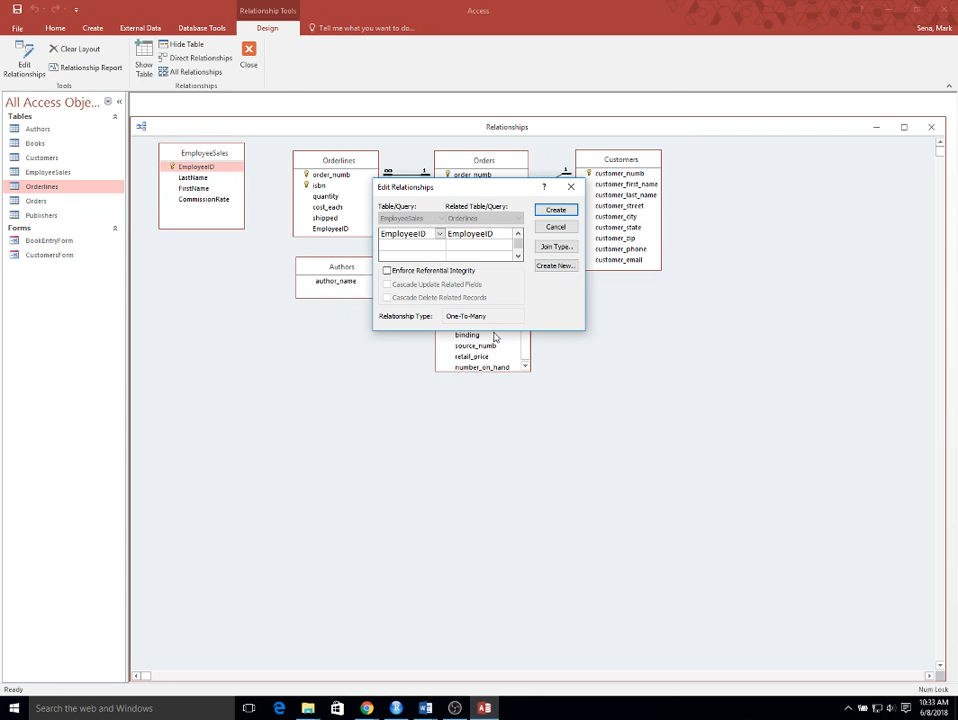 Relationship Tools
Access
File
Home
Create
External Data
Database Tools
Design
Tell me what you want to do...
Sena, Mark
Edit Relationships
Clear Layout
Relationship Report
Show Table
Hide Table
Direct Relationships
All Relationships
Close
Tools
Relationships
All Access Obje...
Tables
Authors
Books
Customers
EmployeeSales
Orderlines
Orders
Publishers
Forms
BookEntryForm
CustomersForm
Relationships
EmployeeSales
EmployeeID
LastName
FirstName
CommissionRate
Orderlines
order_numb
isbn
quantity
cost_each
shipped
EmployeeID
∞
1
Orders
order_numb
1
Customers
customer_numb
customer_first_name
customer_last_name
customer_street
customer_city
customer_state
customer_zip
customer_phone
customer_email
Authors
author_name
Edit Relationships
?
Table/Query:
Related Table/Query:
EmployeeSales
Orderlines
EmployeeID
EmployeeID
Create
Cancel
Join Type..
Create New..
Enforce Referential Integrity
Cascade Update Related Fields
Cascade Delete Related Records
Relationship Type:
One-To-Many
binding
source_numb
retail_price
number_on_hand
Ready
Num Lock
Search the web and Windows
10:33 AM
6/8/2018